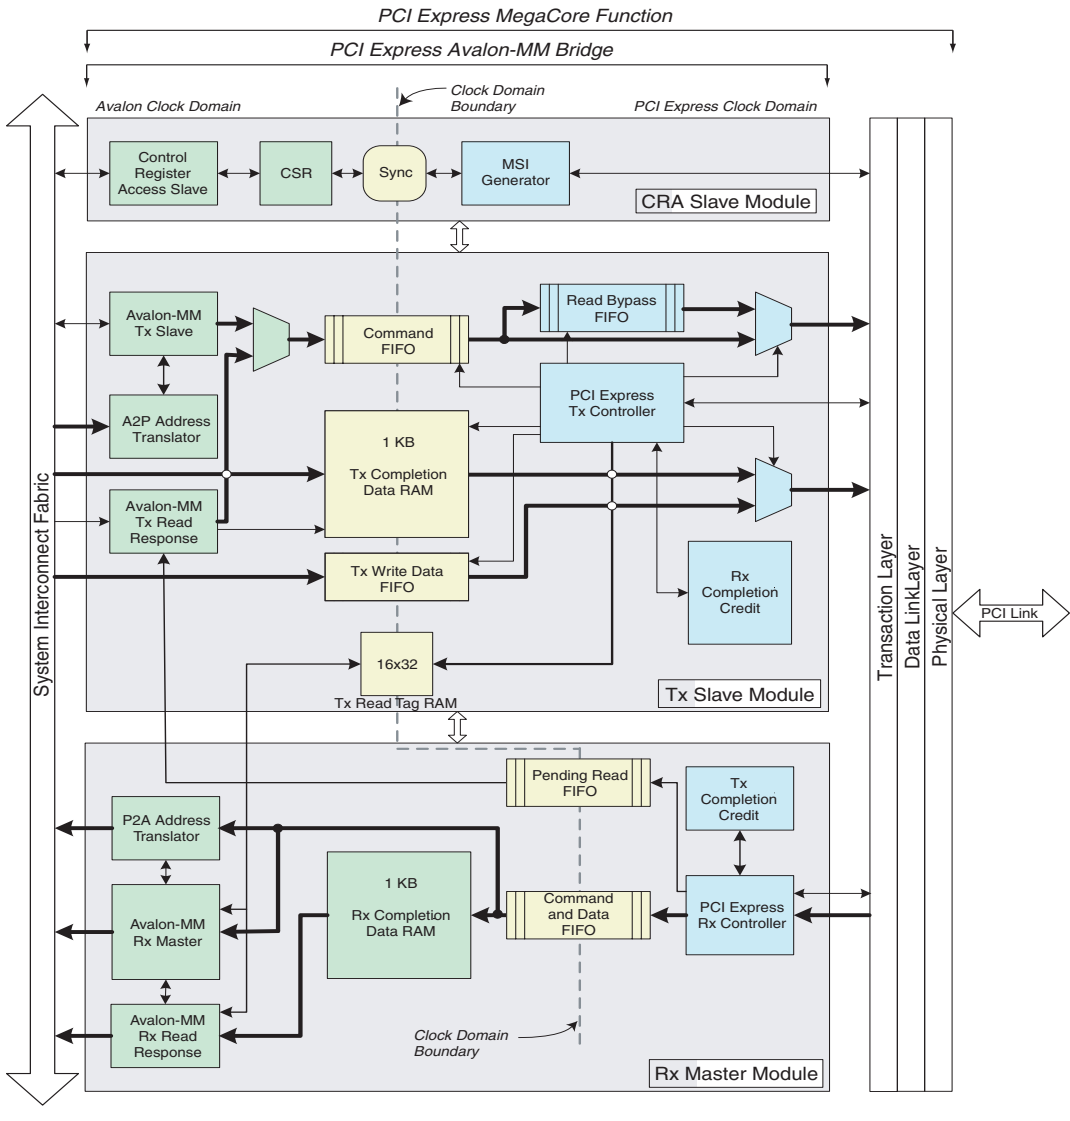 PCI Express MegaCore Function
PCI Express Avalon-MM Bridge
Avalon Clock Domain
Clock Domain
Boundary
PCI Express Clock Domain
Control
Register
Access Slave
CSR
Sync
MSI
Generator
CRA Slave Module
Avalon-MM
Tx Slave
Command
FIFO
Read Bypass
FIFO
A2P Address
Translator
PCI Express
Tx Controller
1 KB
Tx Completion
Data RAM
Avalon-MM
Tx Read
Response
Tx Write Data
FIFO
Rx
Completion
Credit
16x32
Tx Read Tag RAM
Tx Slave Module
System Interconnect Fabric
Transaction Layer
Data LinkLayer
Physical Layer
PCI Link
Pending Read
FIFO
Tx
Completion
Credit
P2A Address
Translator
1 KB
Rx Completion
Data RAM
Command
and Data
FIFO
PCI Express
Rx Controller
Avalon-MM
Rx Master
Avalon-MM
Rx Read
Response
Clock Domain
Boundary
Rx Master Module